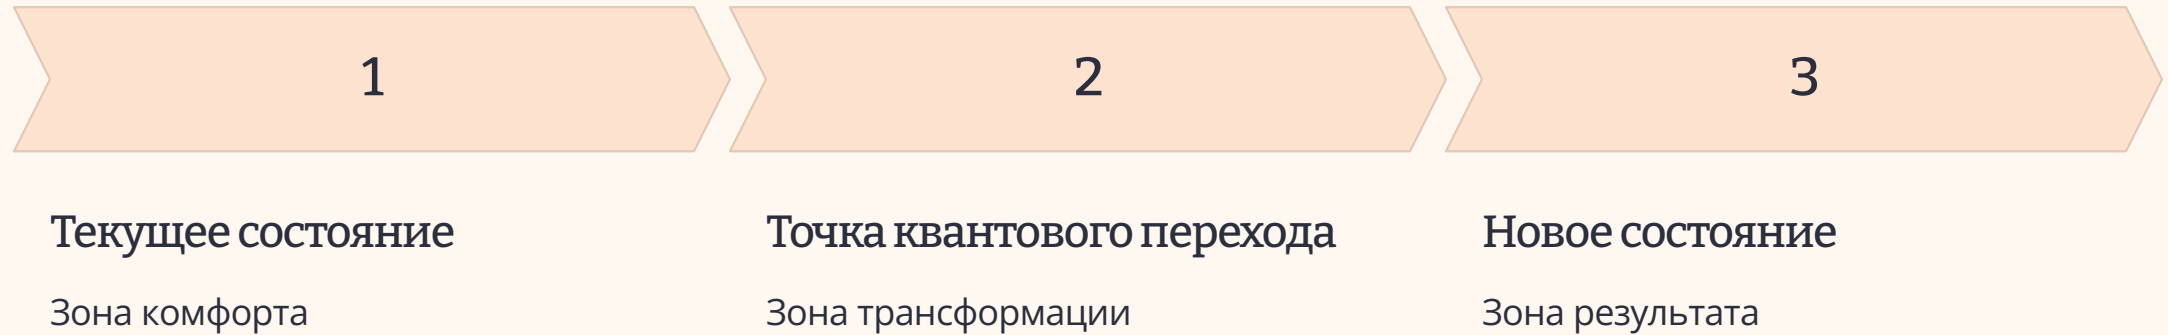 1
2
3
Текущее состояние
Зона комфорта
Точка квантового перехода
Зона трансформации
Новое состояние
Зона результата